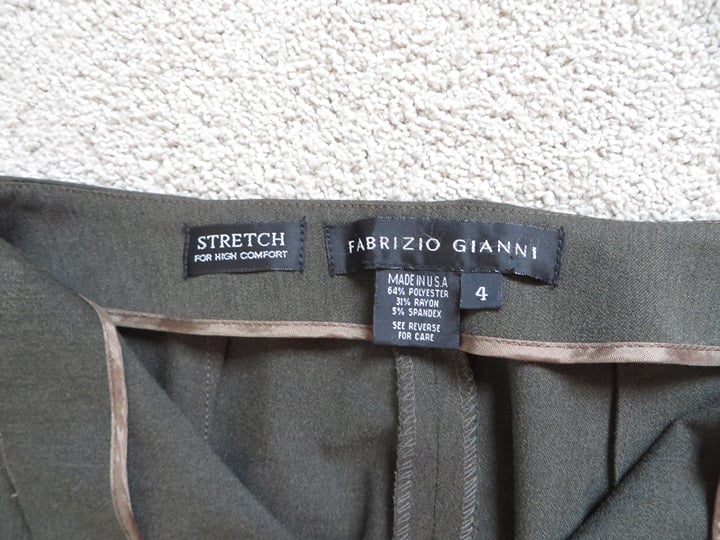 STRETCH
FOR HIGH COMFORT
FABRIZIO GIANNI
MADE IN U.S.A
64% POLYESTER
31% RAYON
5% SPANDEX
SEE REVERSE
FOR CARE
4